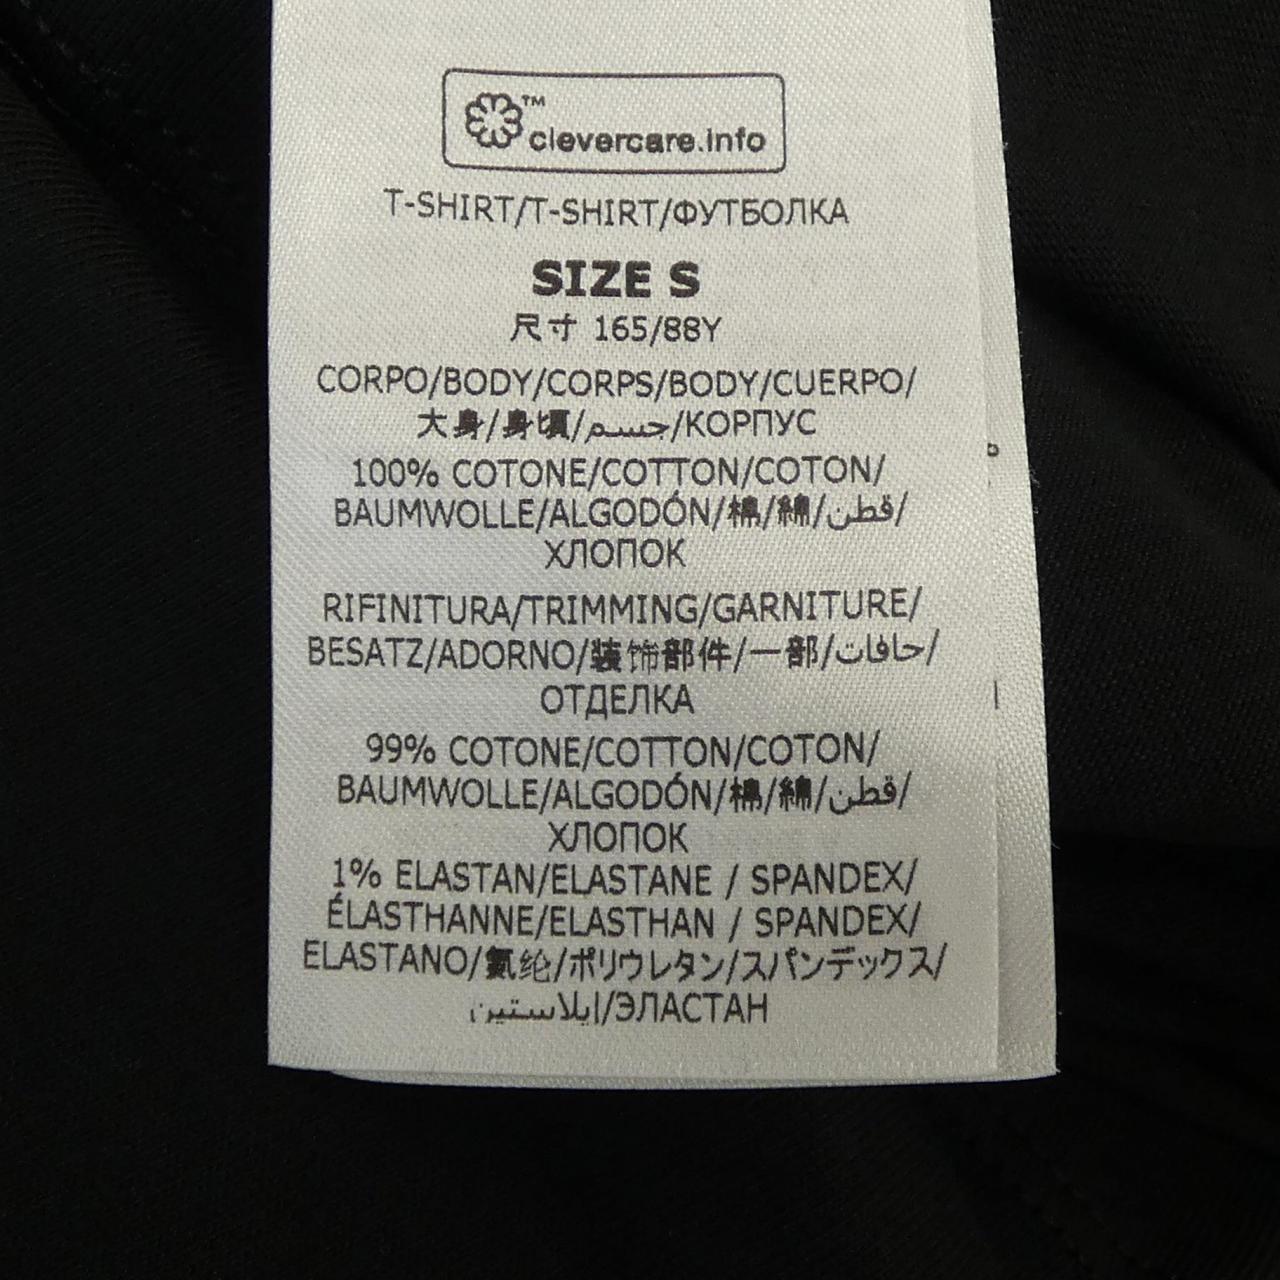 ™
clevercare.info
T-SHIRT/T-SHIRT/ФУТБОЛКА
SIZE S
尺寸 165/88Y
CORPO/BODY/CORPS/BODY/CUERPO/
大身/身頃/جسم/КОРПУС
100% COTONE/COTTON/COTON/
BAUMWOLLE/ALGODÓN/棉/綿/قطن/
ХЛОПОК
RIFINITURA/TRIMMING/GARNITURE/
BESATZ/ADORNO/装饰部件/一部/حافات/
ОТДЕЛКА
99% COTONE/COTTON/COTON/
BAUMWOLLE/ALGODÓN/棉/綿/قطن/
ХЛОПОК
1% ELASTAN/ELASTANE / SPANDEX/
ÉLASTHANNE/ELASTHAN / SPANDEX/
ELASTANO/氨纶/ポリウレタン/スパンデックス/
إيلاستين/ЭЛАСТАН